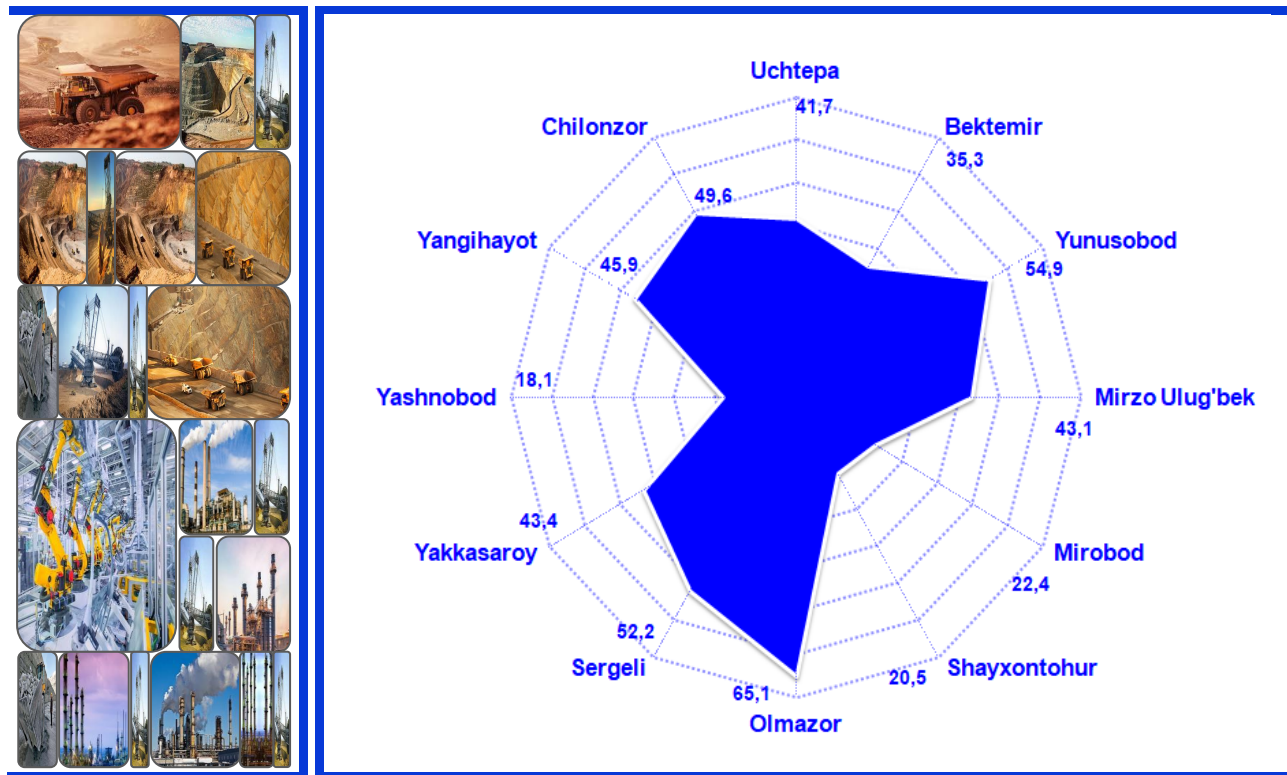 Uchtepa
41,7
Bektemir
35,3
Yunusobod
54,9
Mirzo Ulug'bek
43,1
Mirobod
22,4
Shayxontohur
20,5
Olmazor
65,1
Sergeli
52,2
Yakkasaroy
43,4
Yashnobod
18,1
Yangihayot
45,9
Chilonzor
49,6